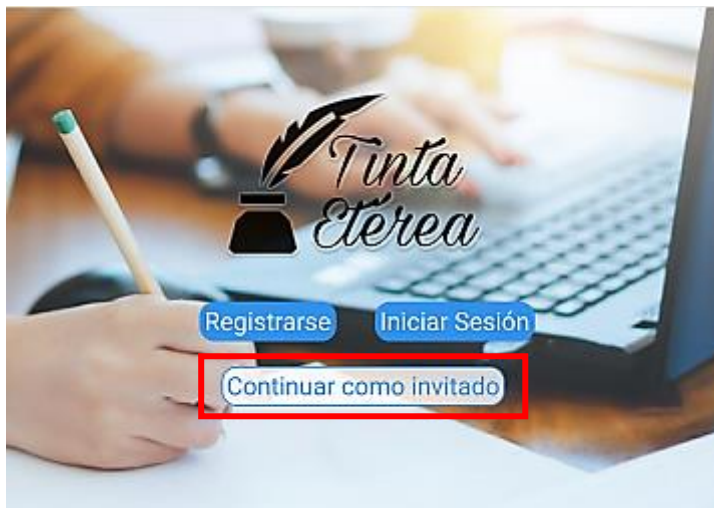 Tinta
Etérea
Registrarse Iniciar Sesión
Continuar como invitado